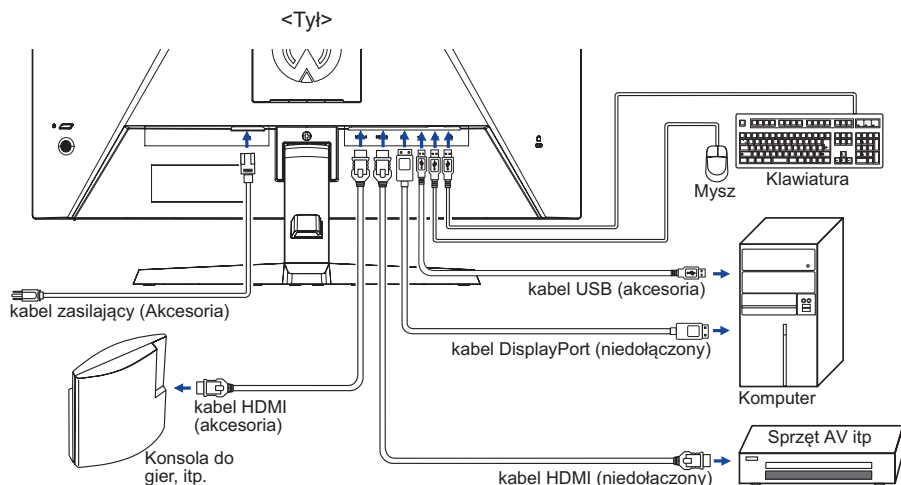 <Tył>
Mysz
Klawiatura
kabel USB (akcesoria)
kabel zasilający (Akcesoria)
kabel DisplayPort (niedołączony)
Komputer
kabel HDMI
(akcesoria)
Konsola do
gier, itp.
Sprzęt AV itp
kabel HDMI (niedołączony)